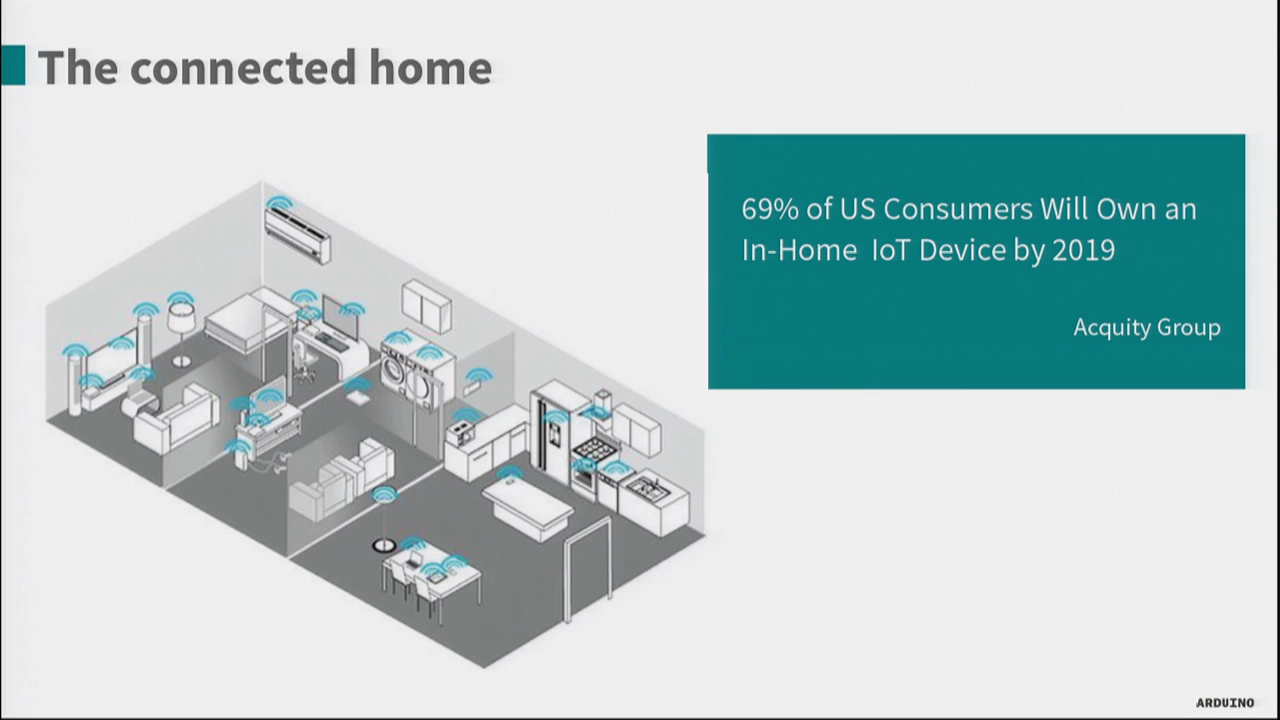 The connected home
69% of US Consumers Will Own an
In-Home IoT Device by 2019
Acquity Group
ARDUINO